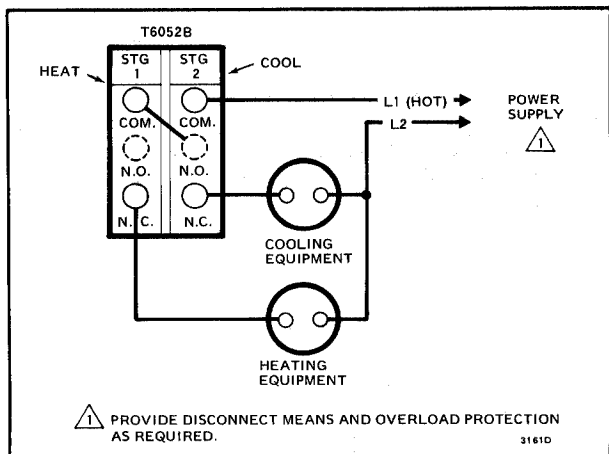 T6052B
HEAT
STG 1
STG 2
COOL
COM.
COM.
L1 (HOT)
L2
POWER SUPPLY
1
N.O.
N.O.
N.C.
N.C.
COOLING EQUIPMENT
HEATING EQUIPMENT
1 PROVIDE DISCONNECT MEANS AND OVERLOAD PROTECTION
AS REQUIRED.
3161D